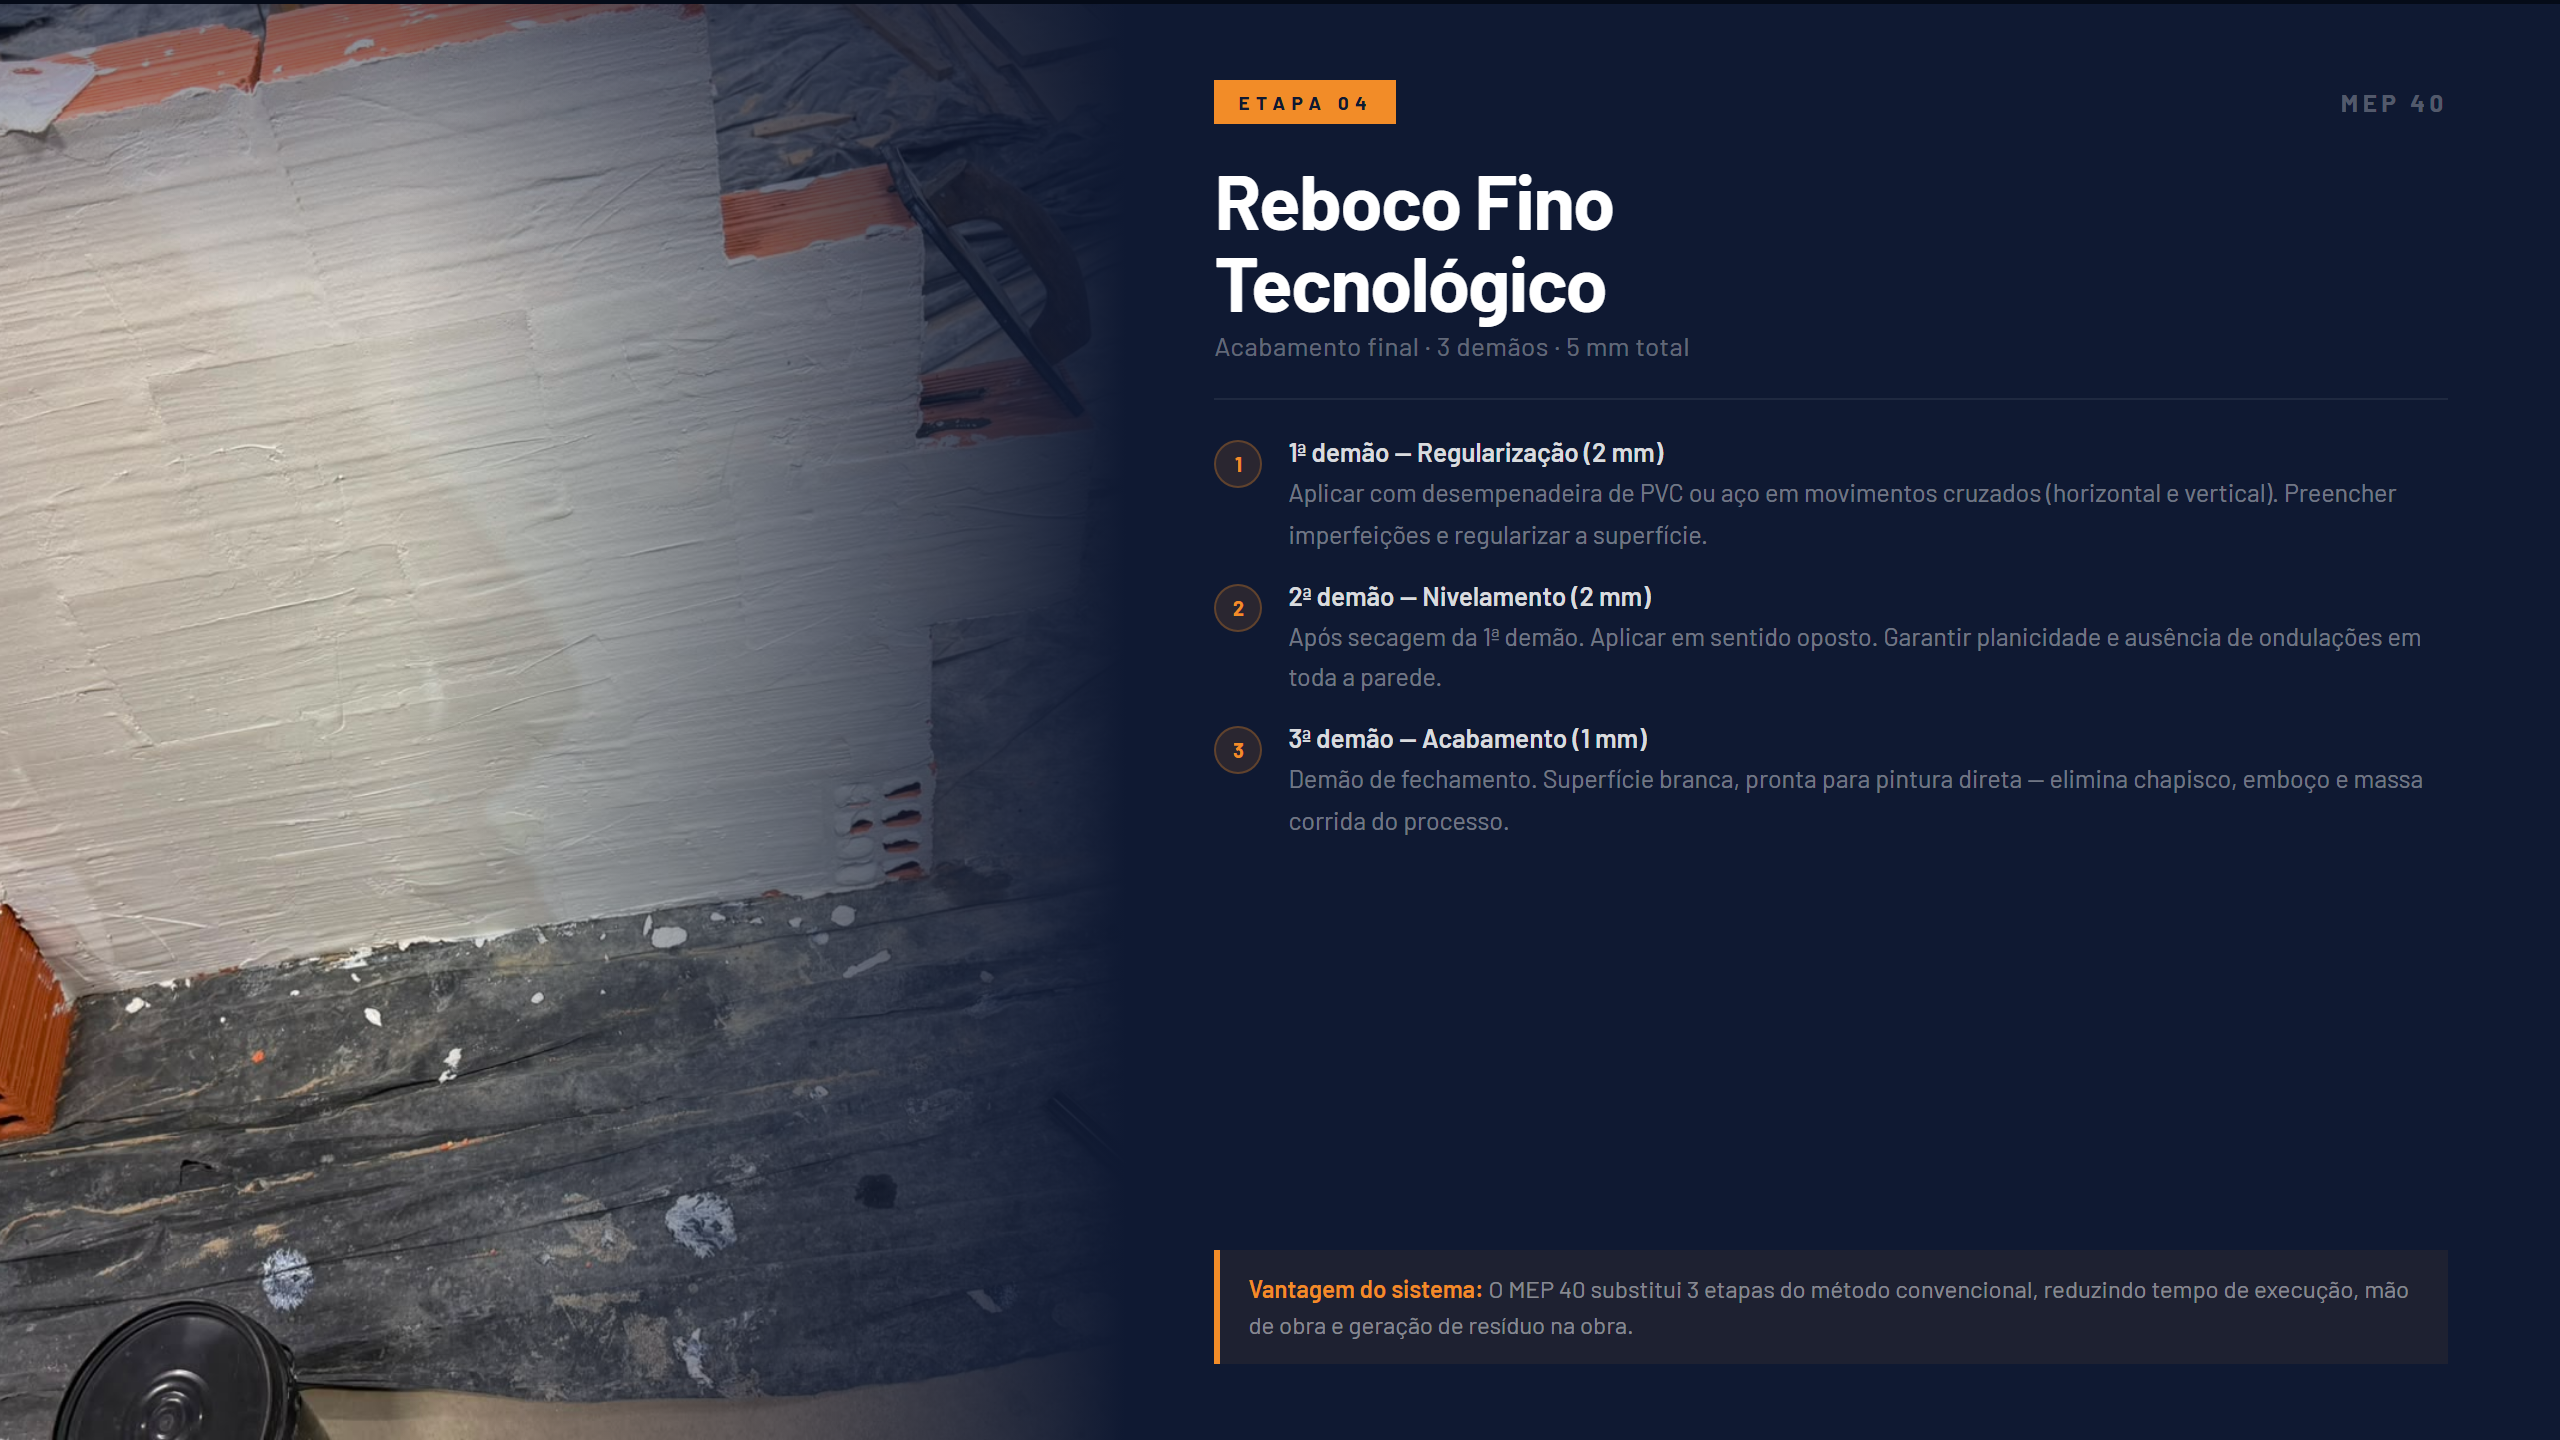 ETAPA 04
MEP 40
Reboco Fino
Tecnológico
Acabamento final · 3 demãos · 5 mm total
1
1ª demão — Regularização (2 mm)
Aplicar com desempenadeira de PVC ou aço em movimentos cruzados (horizontal e vertical). Preencher
imperfeições e regularizar a superfície.
2
2ª demão — Nivelamento (2 mm)
Após secagem da 1ª demão. Aplicar em sentido oposto. Garantir planicidade e ausência de ondulações em
toda a parede.
3
3ª demão — Acabamento (1 mm)
Demão de fechamento. Superfície branca, pronta para pintura direta — elimina chapisco, emboço e massa
corrida do processo.
Vantagem do sistema: O MEP 40 substitui 3 etapas do método convencional, reduzindo tempo de execução, mão
de obra e geração de resíduo na obra.